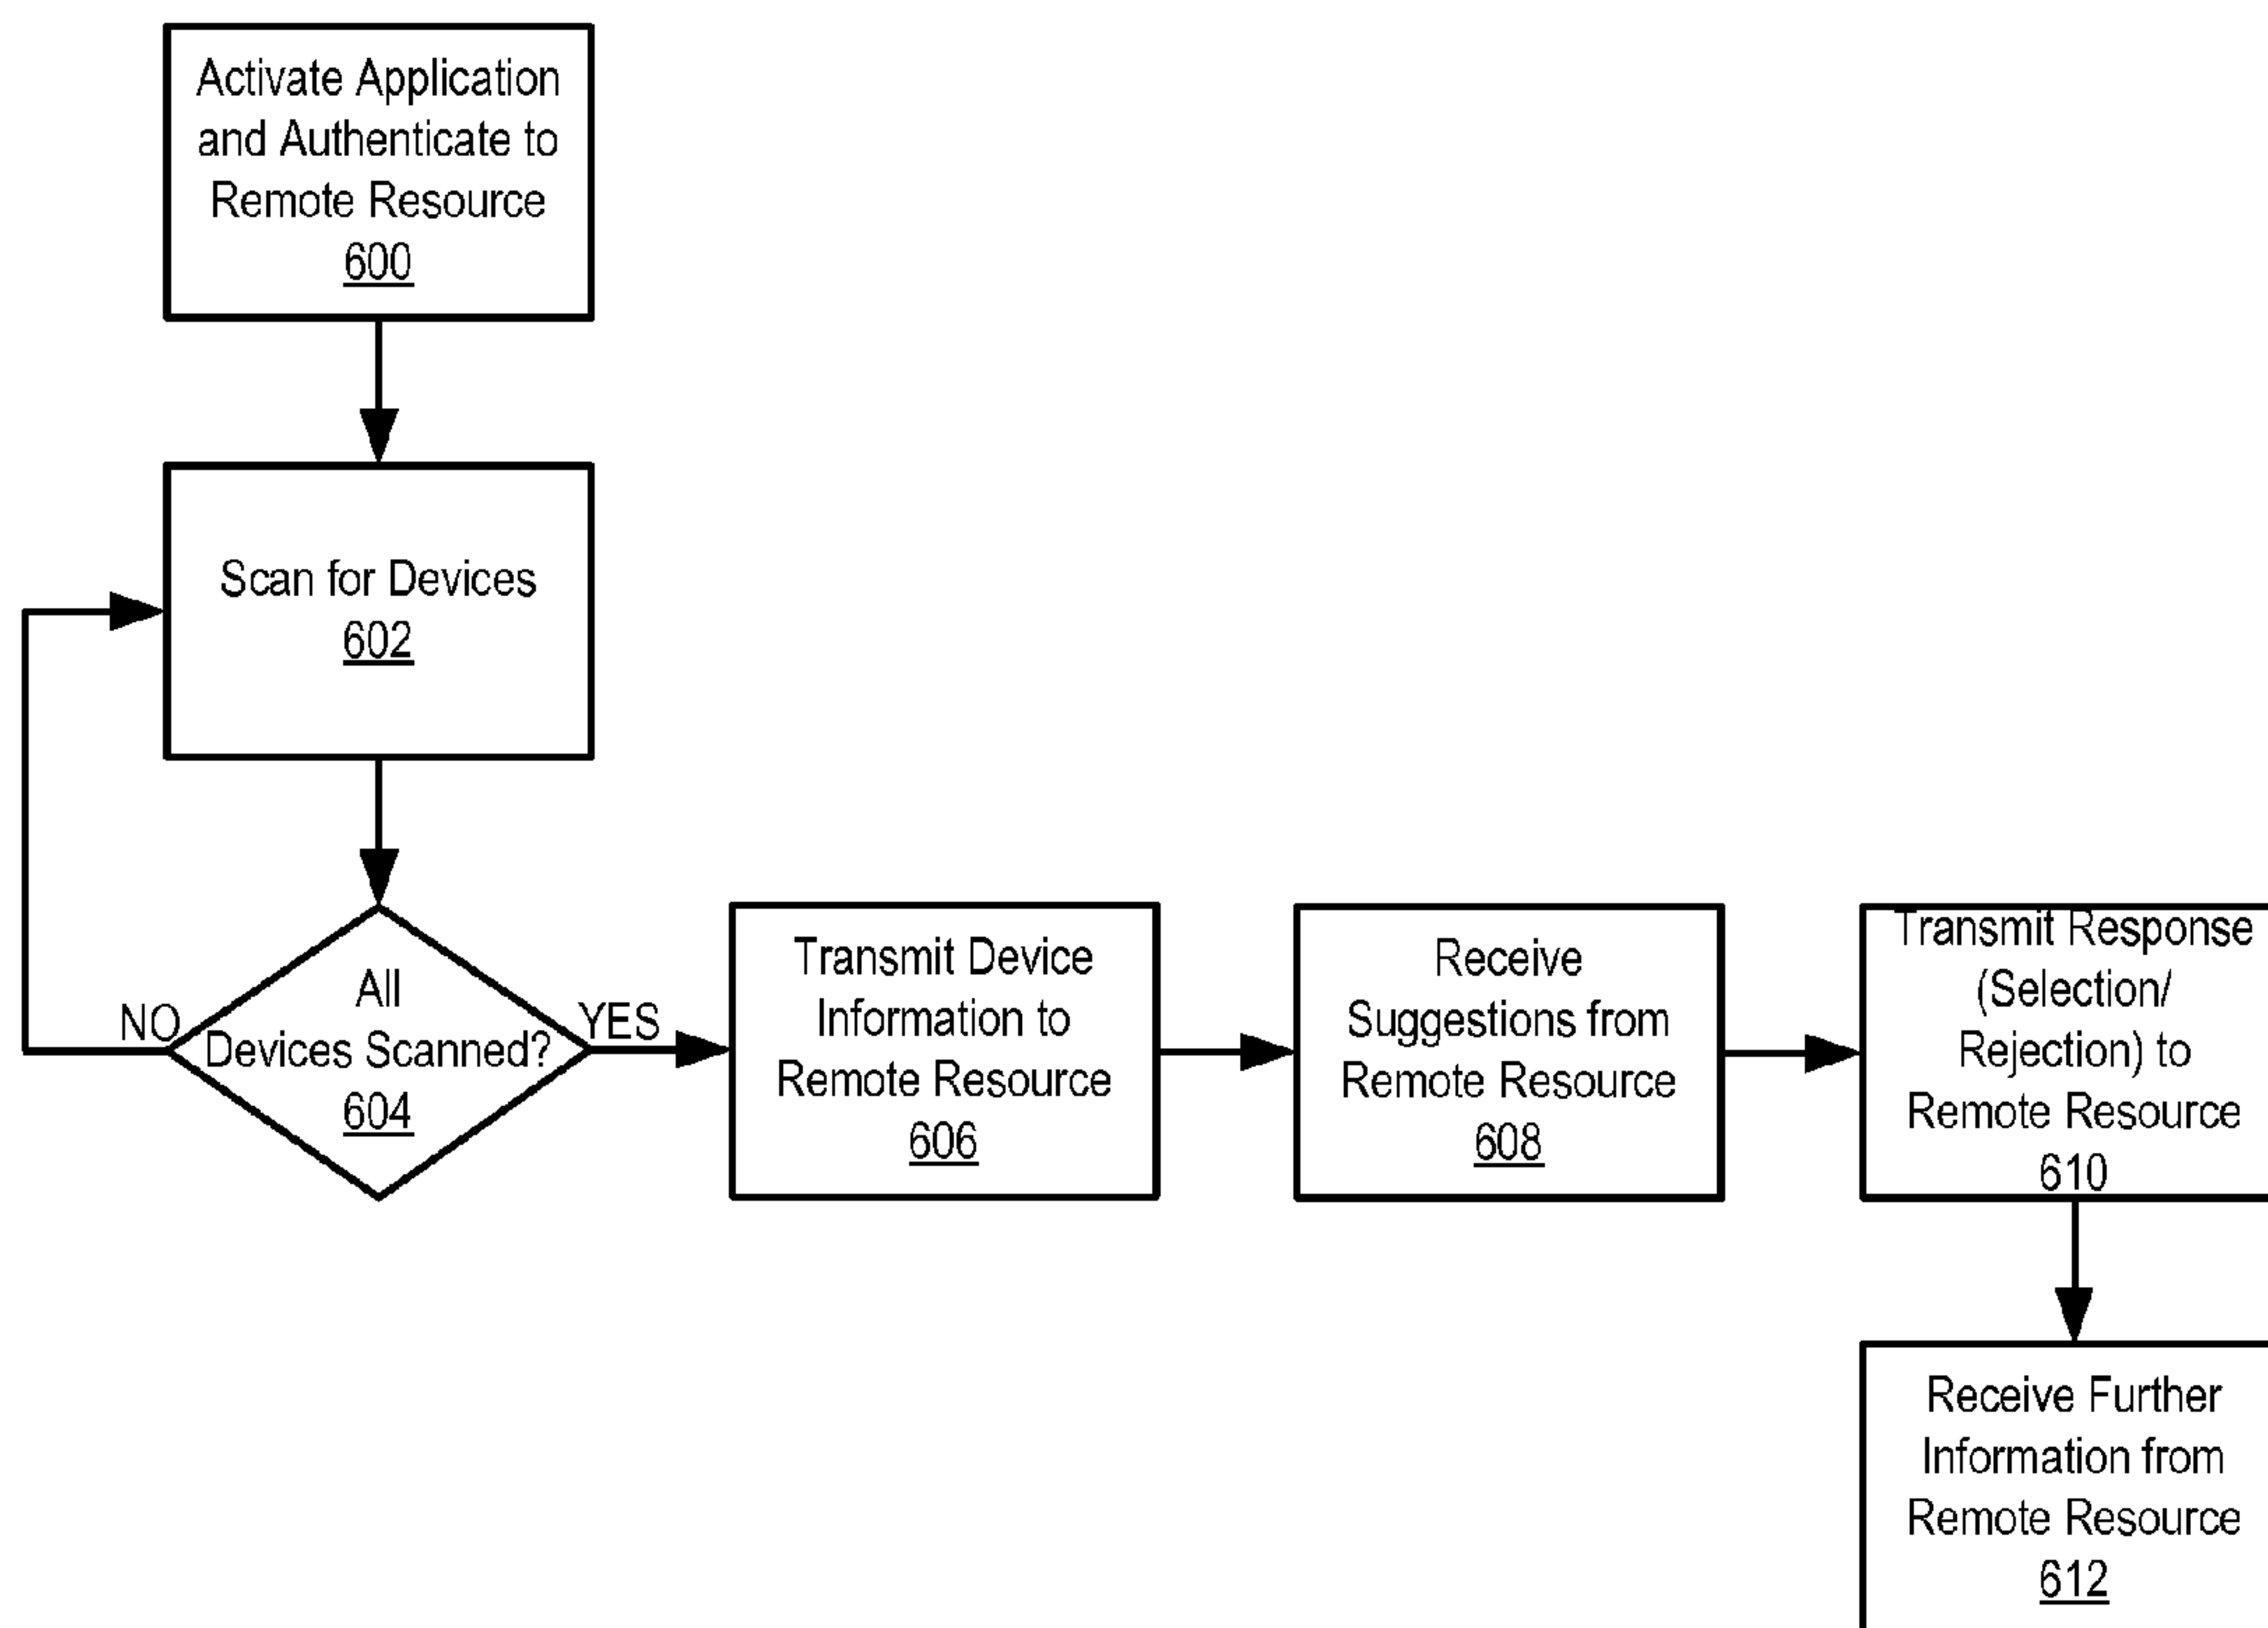 Activate Application
and Authenticate to
Remote Resource
600
Scan for Devices
602
All
Devices Scanned?
604
NO
YES
Transmit Device
Information to
Remote Resource
606
Receive
Suggestions from
Remote Resource
608
Transmit Response
(Selection/
Rejection) to
Remote Resource
610
Receive Further
Information from
Remote Resource
612